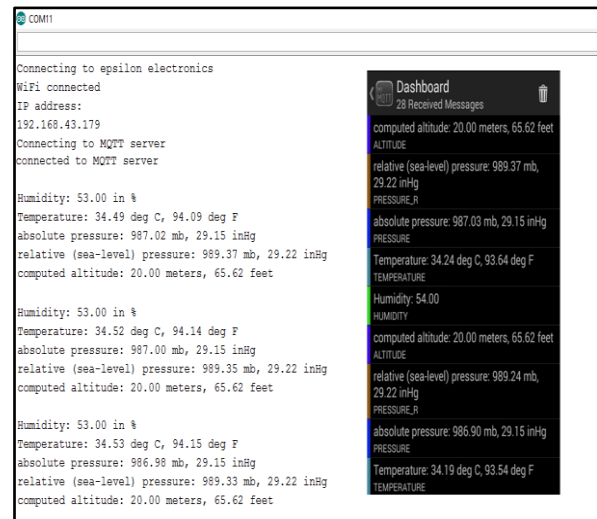 COM11
Connecting to epsilon electronics
WiFi connected
IP address:
192.168.43.179
Connecting to MQTT server
connected to MQTT server
Humidity: 53.00 in %
Temperature: 34.49 deg C, 94.09 deg F
absolute pressure: 987.02 mb, 29.15 inHg
relative (sea-level) pressure: 989.37 mb, 29.22 inHg
computed altitude: 20.00 meters, 65.62 feet
Humidity: 53.00 in %
Temperature: 34.52 deg C, 94.14 deg F
absolute pressure: 987.00 mb, 29.15 inHg
relative (sea-level) pressure: 989.35 mb, 29.22 inHg
computed altitude: 20.00 meters, 65.62 feet
Humidity: 53.00 in %
Temperature: 34.53 deg C, 94.15 deg F
absolute pressure: 986.98 mb, 29.15 inHg
relative (sea-level) pressure: 989.33 mb, 29.22 inHg
computed altitude: 20.00 meters, 65.62 feet
Dashboard
28 Received Messages
computed altitude: 20.00 meters, 65.62 feet
ALTITUDE
relative (sea-level) pressure: 989.37 mb,
29.22 inHg
PRESSURE_R
absolute pressure: 987.03 mb, 29.15 inHg
PRESSURE
Temperature: 34.24 deg C, 93.64 deg F
TEMPERATURE
Humidity: 54.00
HUMIDITY
computed altitude: 20.00 meters, 65.62 feet
ALTITUDE
relative (sea-level) pressure: 989.24 mb,
29.22 inHg
PRESSURE_R
absolute pressure: 986.90 mb, 29.15 inHg
PRESSURE
Temperature: 34.19 deg C, 93.54 deg F
TEMPERATURE